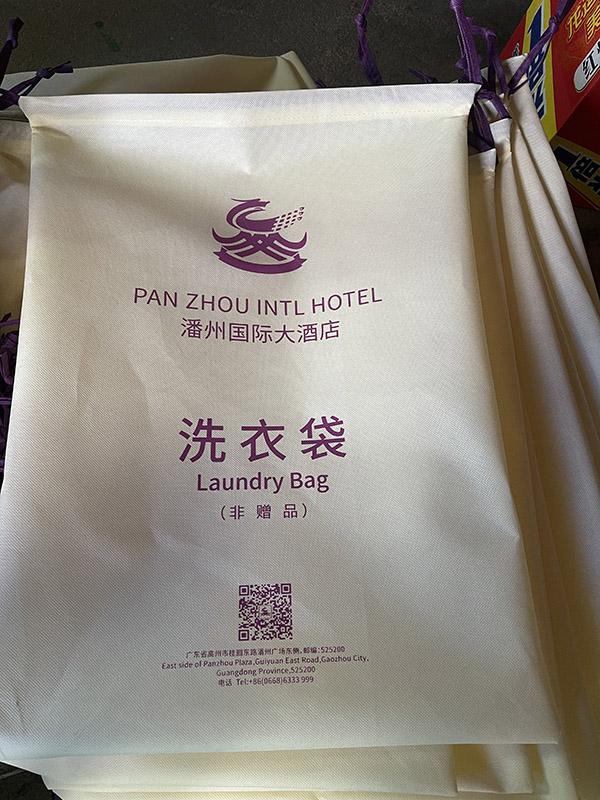 PAN ZHOU INTL HOTEL
潘州国际大酒店
洗衣袋
Laundry Bag
(非 赠 品)
广东省高州市桂圆东路潘州广场东侧,邮编:525200
East side of Panzhou Plaza,Guiyuan East Road,Gaozhou City,
Guangdong Province,525200
电话 Tel:+86(0668)6333 999